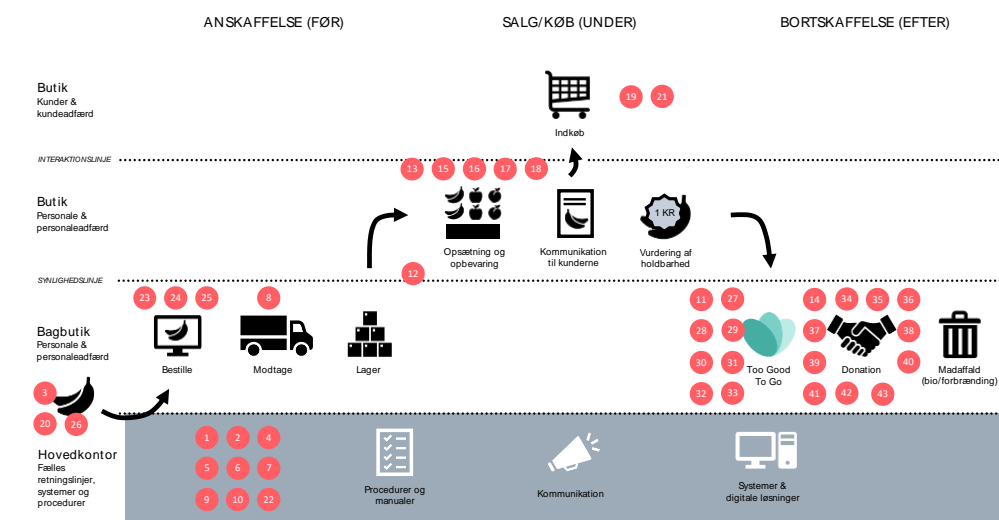 ANSKAFFELSE (FØR)
SALG/KØB (UNDER)
BORTSKAFFELSE (EFTER)
Butik
Kunder &
kundeadfærd
19
21
Indkøb
INTERAKTIONSLINJE
13
15
16
17
18
Butik
Personale &
personaleadfærd
1 KR
Opsætning og
opbevaring
Kommunikation
til kunderne
Vurdering af
holdbarhed
SYNLIGHEDSLINJE
12
23
24
25
8
11
27
14
34
35
36
Bagbutik
Personale &
personaleadfærd
28
29
37
38
Bestille
Modtage
Lager
30
31
39
40
Too Good
To Go
Donation
Madaffald
(bio/forbrænding)
3
32
33
41
42
43
20
26
Hovedkontor
Fælles
retningslinjer,
systemer og
procedurer
1
2
4
5
6
7
9
10
22
Procedurer og
manualer
Kommunikation
Systemer &
digitale løsninger